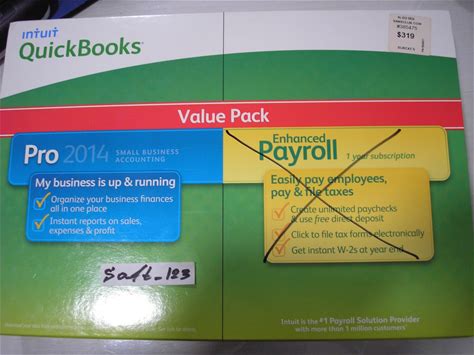 intuit
QuickBooks
$319
Value Pack
Pro 2014 SMALL BUSINESS ACCOUNTING
My business is up & running
Organize your business finances
all in one place
Instant reports on sales,
expenses & profit
Enhanced
Payroll 1 year subscription
Easily pay employees,
pay & file taxes
Create unlimited paychecks
& use free direct deposit
Click to file tax forms electronically
Get instant W-2s at year end
Saft_123
Intuit is the #1 Payroll Solution Provider
with more than 1 million customers